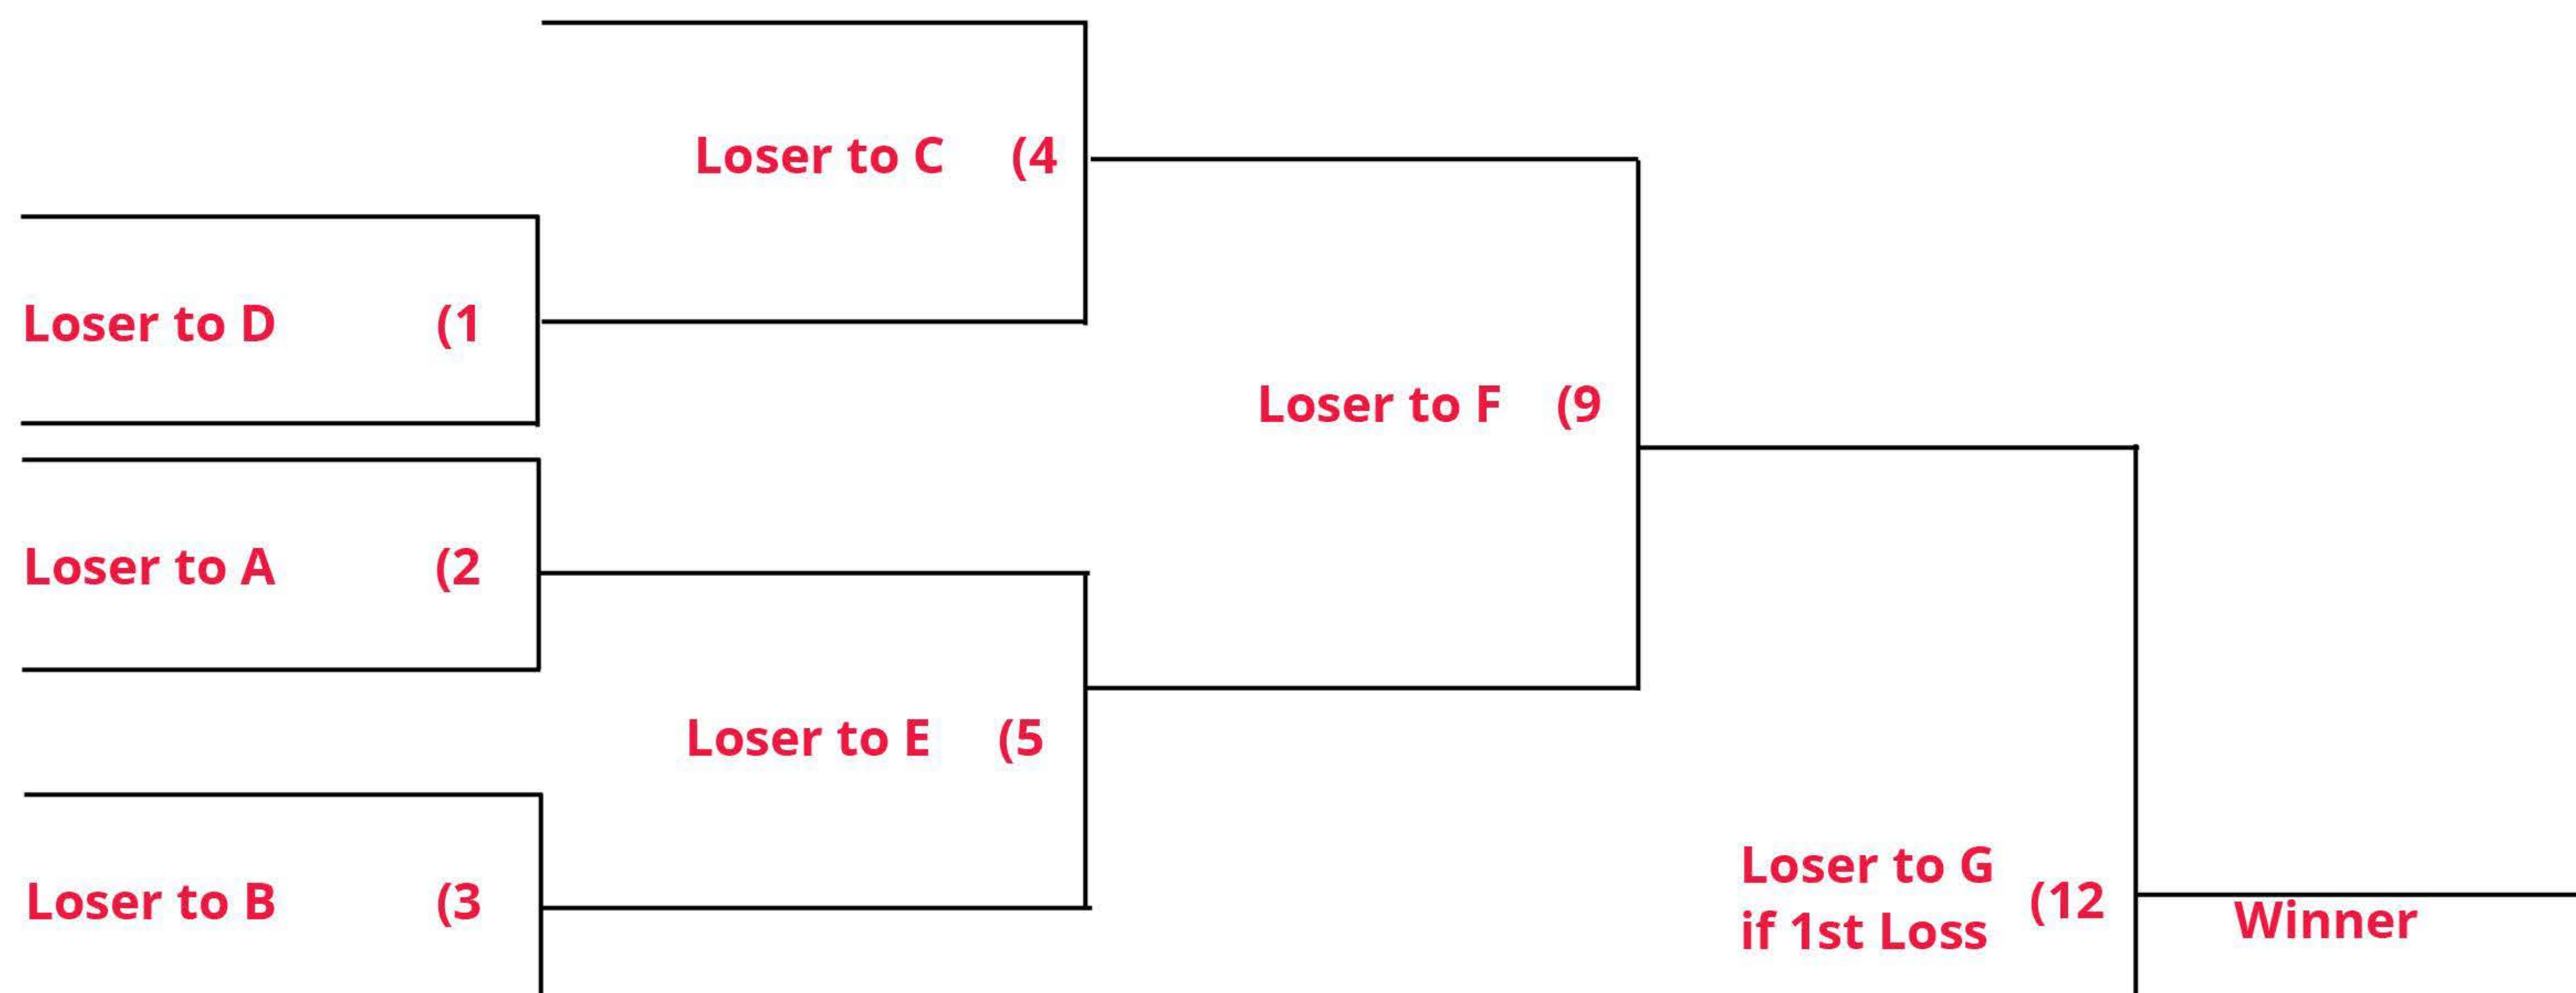 Loser to C (4
Loser to D (1
Loser to F (9
Loser to A (2
Loser to E (5
Loser to G
if 1st Loss (12
Loser to B (3
Winner